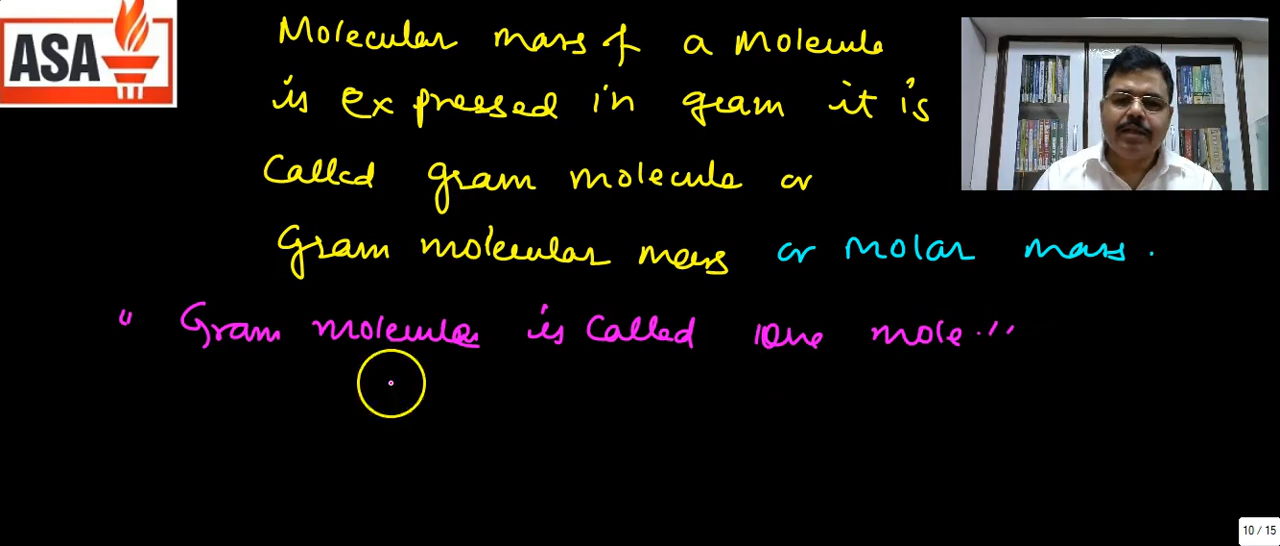 ASA
Molecular mass of a molecule
is expressed in gram it is
Called gram molecule or
Gram molecular mass or molar mass.
" Gram molecule is called one mole."
10 / 15